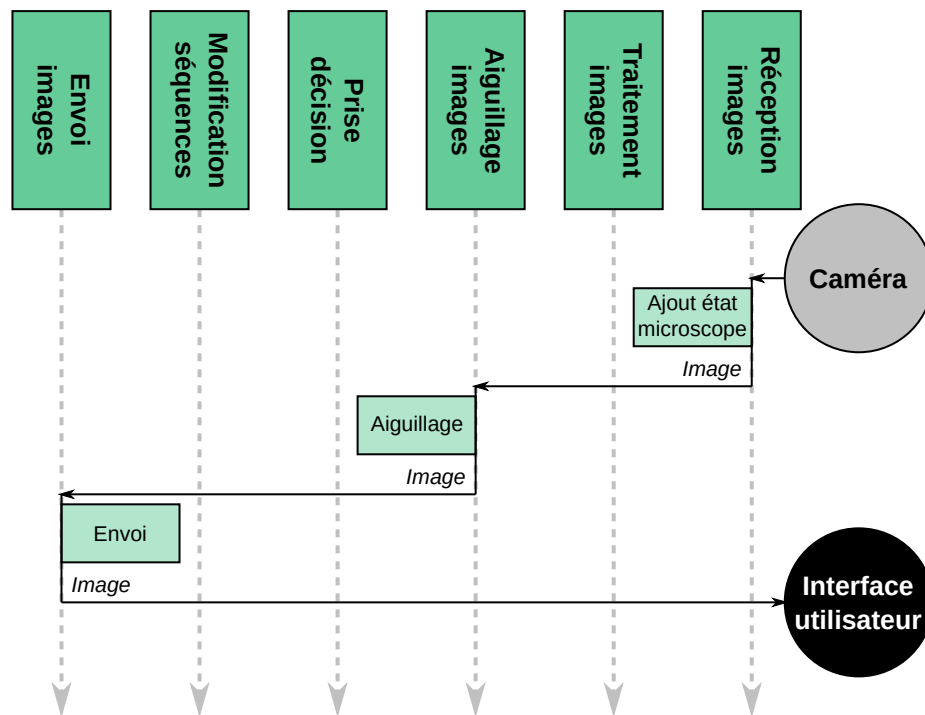 Envoi
images
Modification
séquences
Prise
décision
Aiguillage
images
Traitement
images
Réception
images
Caméra
Ajout état
microscope
Image
Aiguillage
Image
Envoi
Image
Interface
utilisateur